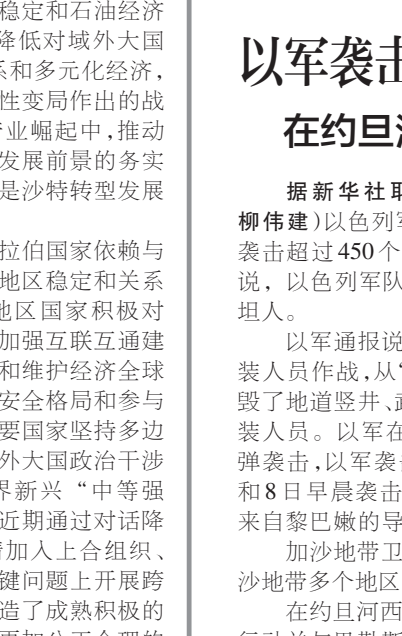 稳定和石油经济
降低对域外大国
系和多元化经济，
性变局作出的战
业崛起中，推动
发展前景的务实
是沙特转型发展
拉伯国家依赖与
地区稳定和关系
地区国家积极对
加强互联互通建
和维护经济全球
安全格局和参与
要国家坚持多边
外大国政治干涉
界新兴“中等强
近期通过对话降
加入上合组织、
键问题上开展跨
造了成熟积极的
以军袭击
在约旦
据新华社耶
柳伟建）以色列军
袭击超过450个
说，以色列军队
坦人。
以军通报说
装人员作战，从“
毁了地道竖井、武
装人员。以军在
弹袭击，以军袭击
和8日早晨袭击
来自黎巴嫩的导
加沙地带卫
沙地带多个地区
在约旦河西